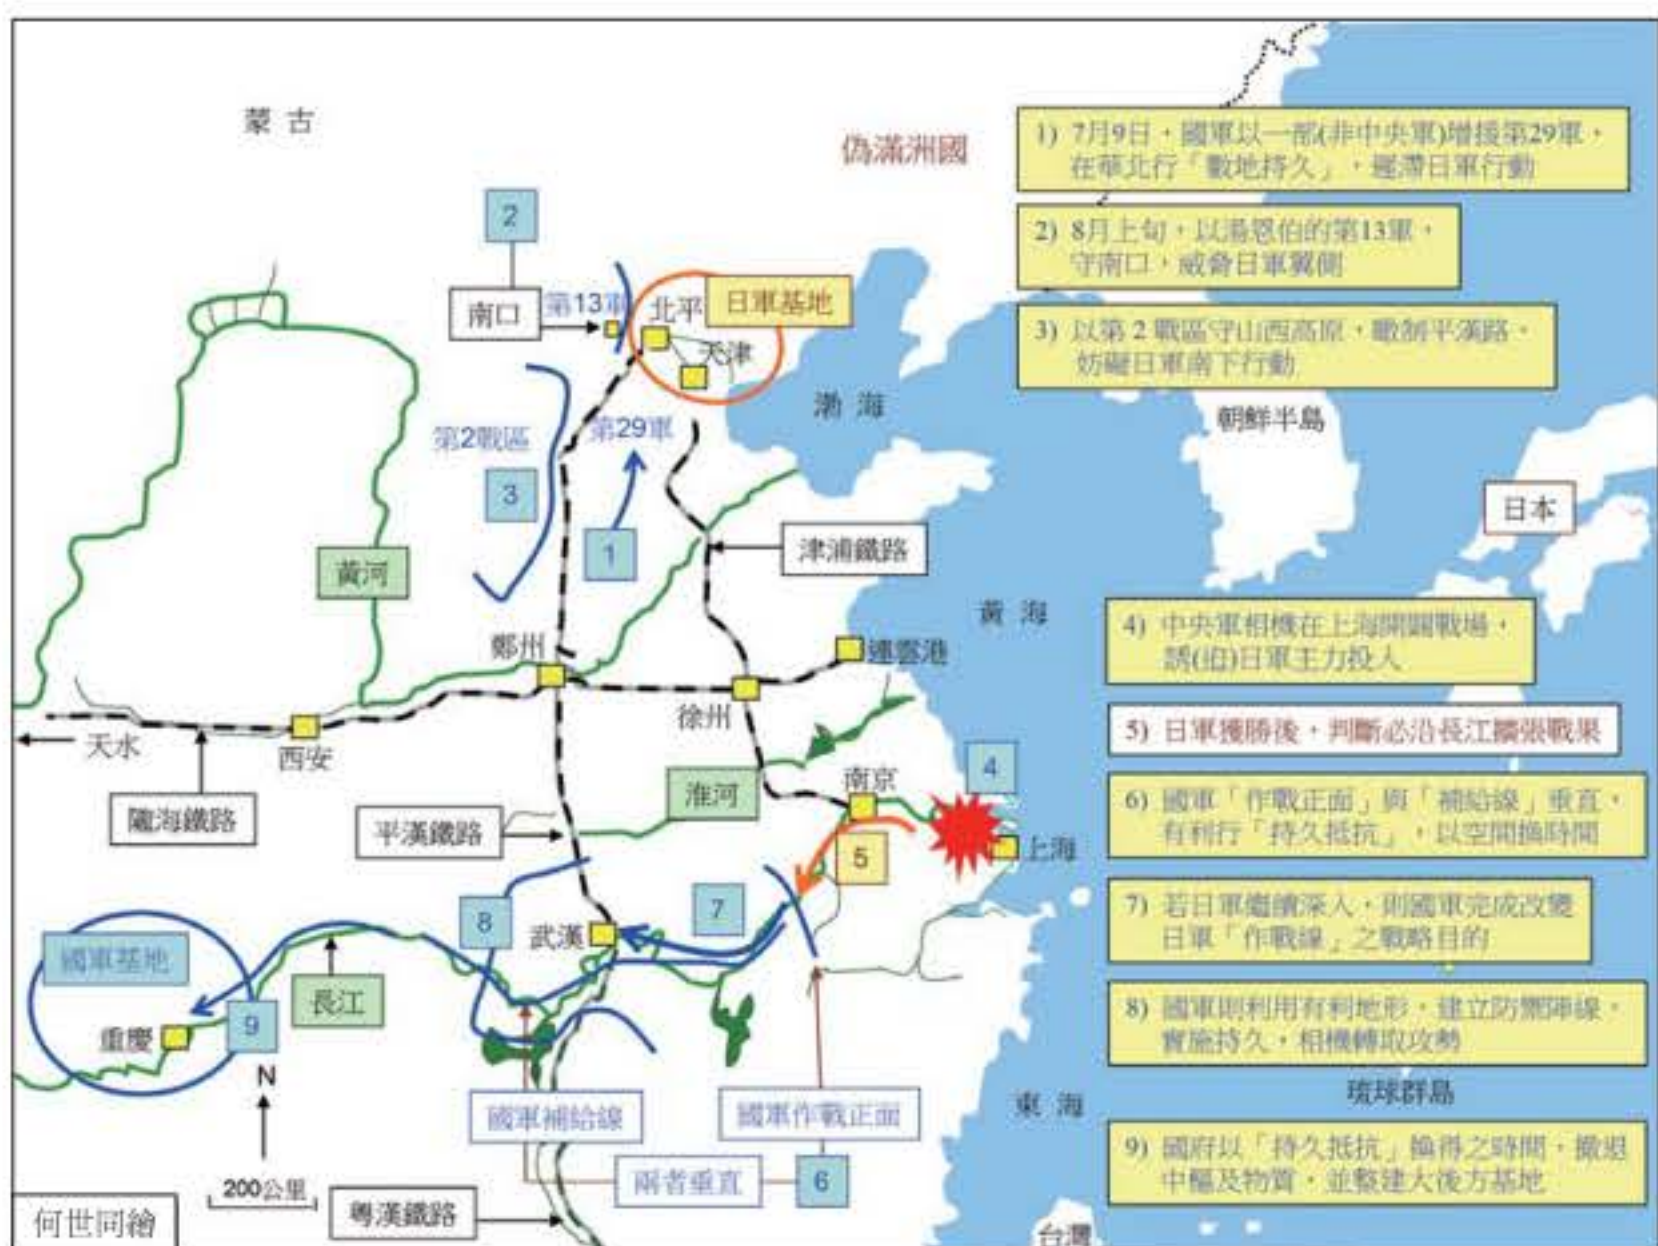 蒙古
偽滿洲國
1) 7月9日，國軍以一部(非中央軍)增援第29軍，
在華北行「數地持久」，遲滯日軍行動
2) 8月上旬，以湯恩伯的第13軍，
守南口，威脅日軍翼側
3) 以第2戰區守山西高原，瞰制平漢路，
妨礙日軍南下行動
2
南口
第13軍
北平
日軍基地
天津
渤海
朝鮮半島
第2戰區
第29軍
3
1
日本
津浦鐵路
黃河
黃海
4) 中央軍相機在上海開闢戰場，
誘(迫)日軍主力投入
鄭州
連雲港
徐州
天水
西安
5) 日軍獲勝後，判斷必沿長江擴張戰果
4
南京
淮河
6) 國軍「作戰正面」與「補給線」垂直，
有利行「持久抵抗」，以空間換時間
隴海鐵路
平漢鐵路
5
上海
7) 若日軍繼續深入，則國軍完成改變
日軍「作戰線」之戰略目的
8
7
武漢
國軍基地
長江
9
重慶
8) 國軍則利用有利地形，建立防禦陣線，
實施持久，相機轉取攻勢
N
琉球群島
東海
國軍補給線
國軍作戰正面
9) 國府以「持久抵抗」換得之時間，撤退
中樞及物質，並整建大後方基地
兩者垂直
6
200公里
粵漢鐵路
何世同繪
台灣